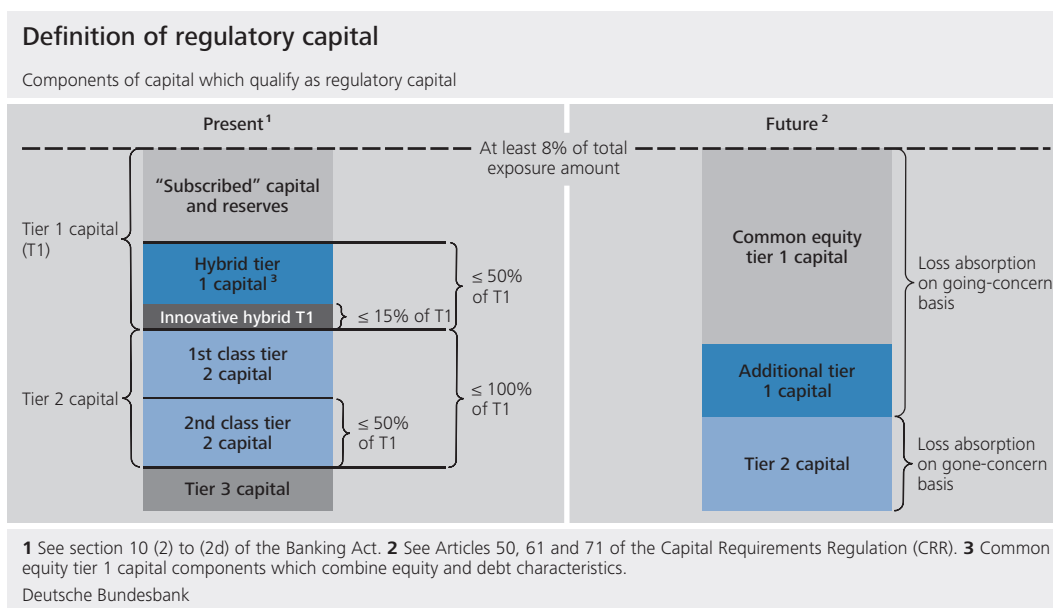 Definition of regulatory capital
Components of capital which qualify as regulatory capital
Present 1
Future 2
At least 8% of total
exposure amount
Tier 1 capital
(T1)
"Subscribed" capital
and reserves
Hybrid tier
1 capital 3
Innovative hybrid T1
≤ 15% of T1
≤ 50%
of T1
Tier 2 capital
1st class tier
2 capital
2nd class tier
2 capital
≤ 50%
of T1
≤ 100%
of T1
Tier 3 capital
Common equity
tier 1 capital
Additional tier
1 capital
Tier 2 capital
Loss absorption
on going-concern
basis
Loss absorption
on gone-concern
basis
1 See section 10 (2) to (2d) of the Banking Act. 2 See Articles 50, 61 and 71 of the Capital Requirements Regulation (CRR). 3 Common
equity tier 1 capital components which combine equity and debt characteristics.
Deutsche Bundesbank